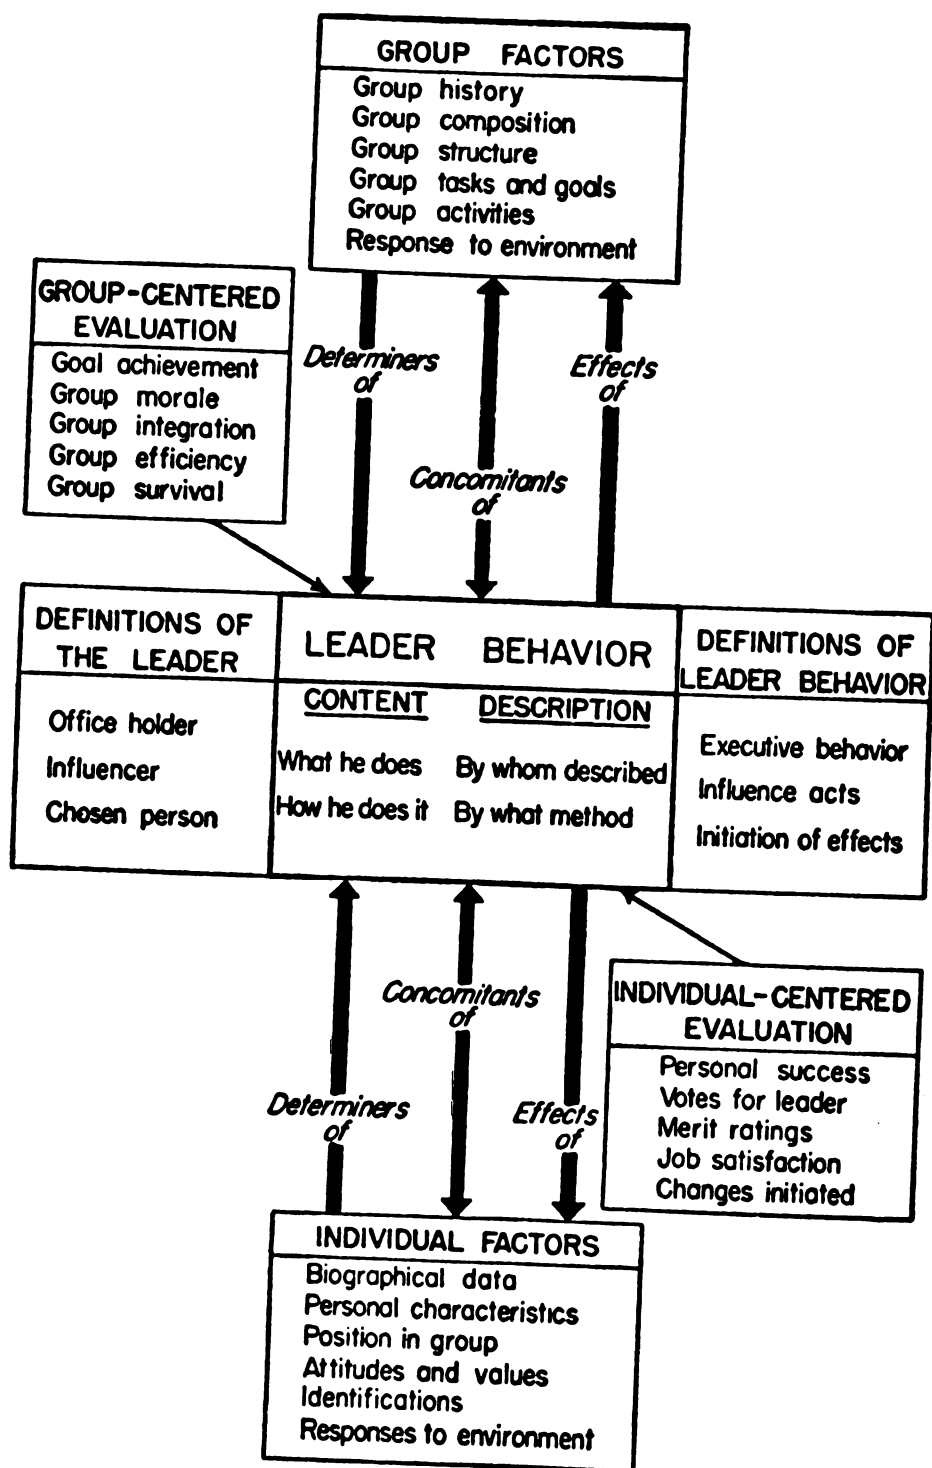 GROUP FACTORS
Group history
Group composition
Group structure
Group tasks and goals
Group activities
Response to environment
GROUP-CENTERED
EVALUATION
Goal achievement
Group morale
Group integration
Group efficiency
Group survival
Determiners
of
Concomitants
of
Effects
of
DEFINITIONS OF
THE LEADER
Office holder
Influencer
Chosen person
LEADER BEHAVIOR
CONTENT DESCRIPTION
What he does By whom described
How he does it By what method
DEFINITIONS OF
LEADER BEHAVIOR
Executive behavior
Influence acts
Initiation of effects
Determiners
of
Concomitants
of
Effects
of
INDIVIDUAL-CENTERED
EVALUATION
Personal success
Votes for leader
Merit ratings
Job satisfaction
Changes initiated
INDIVIDUAL FACTORS
Biographical data
Personal characteristics
Position in group
Attitudes and values
Identifications
Responses to environment